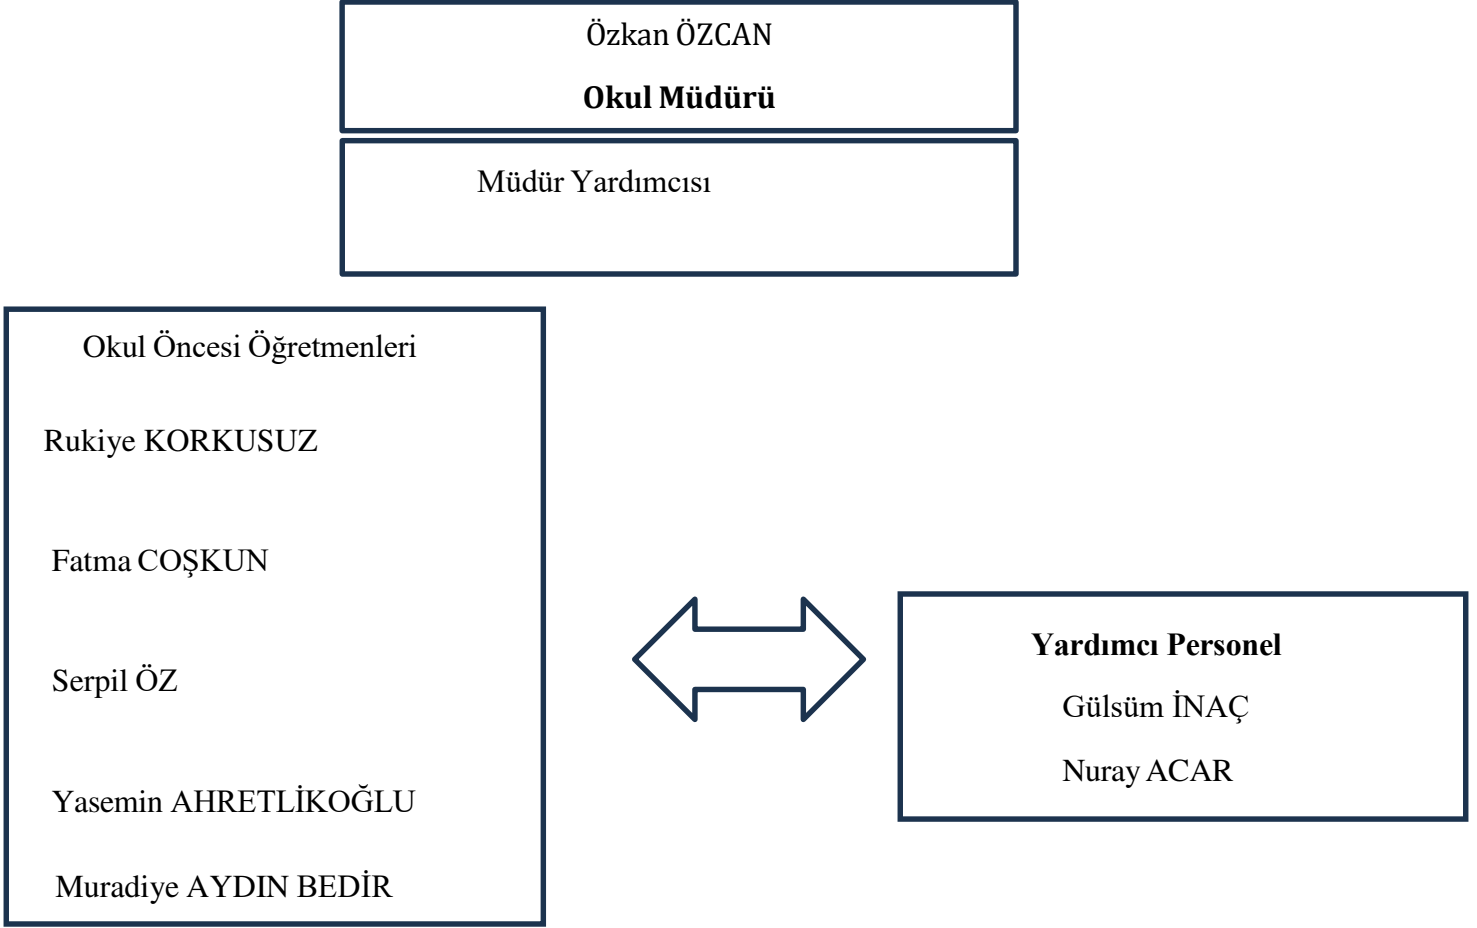 Özkan ÖZCAN
Okul Müdürü
Müdür Yardımcısı
Okul Öncesi Öğretmenleri
Rukiye KORKUSUZ
Fatma COŞKUN
Serpil ÖZ
Yasemin AHRETLİKOĞLU
Muradiye AYDIN BEDİR
Yardımcı Personel
Gülsüm İNAÇ
Nuray ACAR